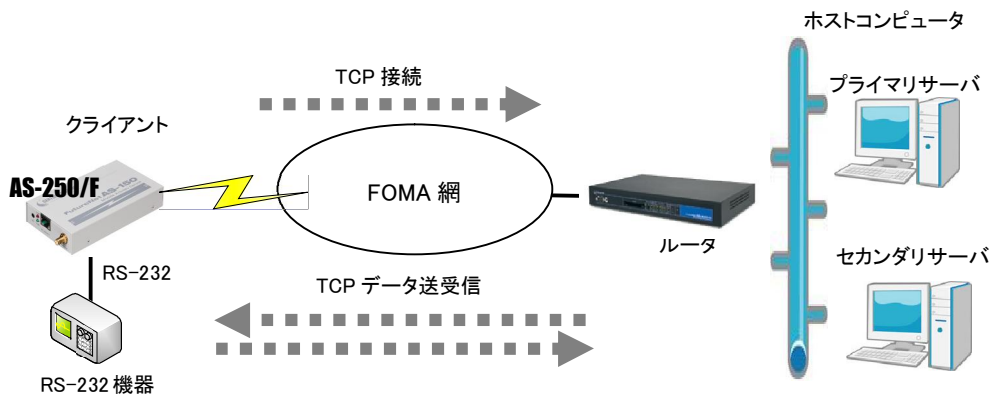 ホストコンピュータ
TCP 接続
プライマリサーバ
クライアント
AS-250/F
AS-150
FOMA 網
ルータ
セカンダリサーバ
RS-232
TCP データ送受信
RS-232 機器